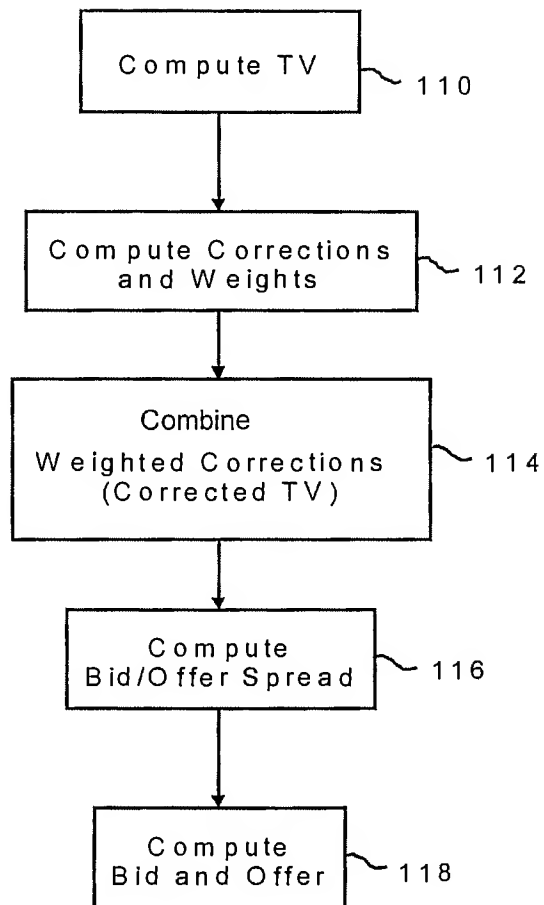 Compute TV
110
Compute Corrections
and Weights
112
Combine
Weighted Corrections
(Corrected TV)
114
Compute
Bid/Offer Spread
116
Compute
Bid and Offer
118